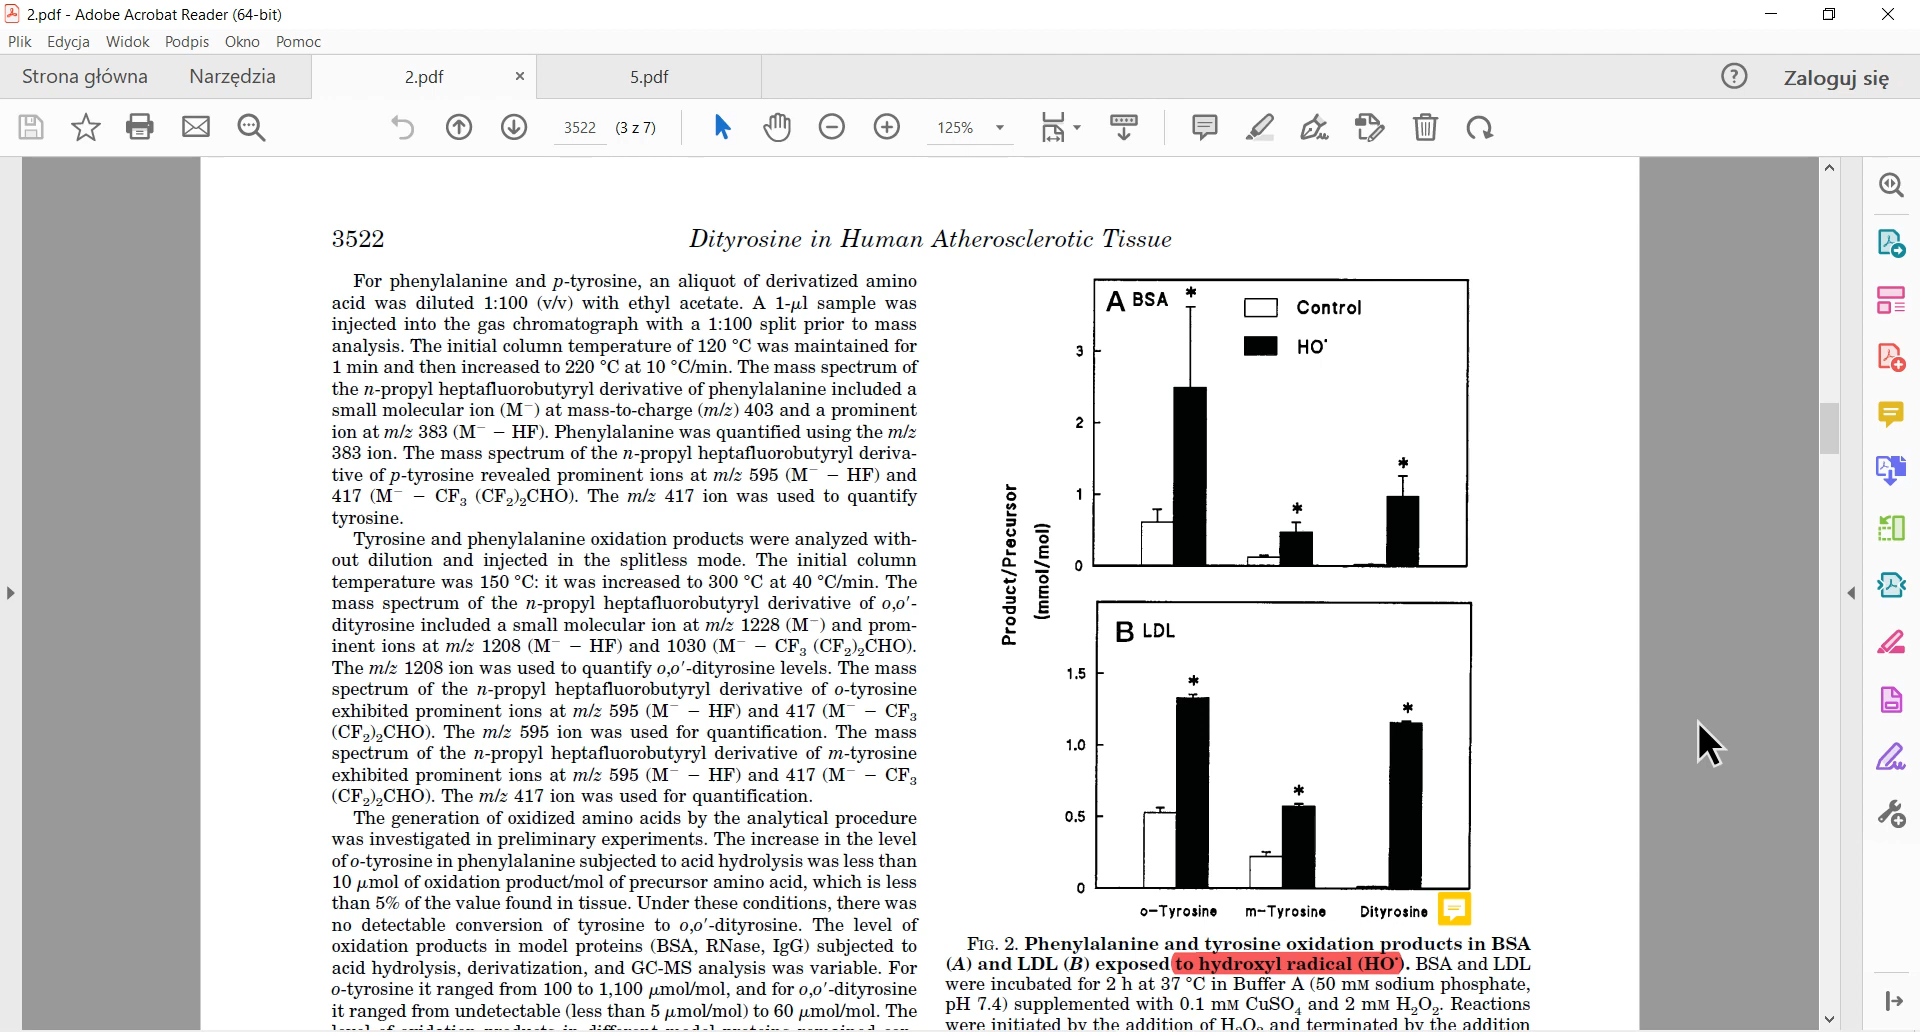 2.pdf - Adobe Acrobat Reader (64-bit)
Plik Edycja Widok Podpis Okno Pomoc
Strona główna Narzędzia 2.pdf × 5.pdf Zaloguj się
3522 (3 z 7) 125%
3522 Dityrosine in Human Atherosclerotic Tissue
For phenylalanine and p-tyrosine, an aliquot of derivatized amino
acid was diluted 1:100 (v/v) with ethyl acetate. A 1-μl sample was
injected into the gas chromatograph with a 1:100 split prior to mass
analysis. The initial column temperature of 120 °C was maintained for
1 min and then increased to 220 °C at 10 °C/min. The mass spectrum of
the n-propyl heptafluorobutyryl derivative of phenylalanine included a
small molecular ion (M⁻) at mass-to-charge (m/z) 403 and a prominent
ion at m/z 383 (M⁻ − HF). Phenylalanine was quantified using the m/z
383 ion. The mass spectrum of the n-propyl heptafluorobutyryl deriva-
tive of p-tyrosine revealed prominent ions at m/z 595 (M⁻ − HF) and
417 (M⁻ − CF₃ (CF₂)₂CHO). The m/z 417 ion was used to quantify
tyrosine.
Tyrosine and phenylalanine oxidation products were analyzed with-
out dilution and injected in the splitless mode. The initial column
temperature was 150 °C: it was increased to 300 °C at 40 °C/min. The
mass spectrum of the n-propyl heptafluorobutyryl derivative of o,o′-
dityrosine included a small molecular ion at m/z 1228 (M⁻) and prom-
inent ions at m/z 1208 (M⁻ − HF) and 1030 (M⁻ − CF₃ (CF₂)₂CHO).
The m/z 1208 ion was used to quantify o,o′-dityrosine levels. The mass
spectrum of the n-propyl heptafluorobutyryl derivative of o-tyrosine
exhibited prominent ions at m/z 595 (M⁻ − HF) and 417 (M⁻ − CF₃
(CF₂)₂CHO). The m/z 595 ion was used for quantification. The mass
spectrum of the n-propyl heptafluorobutyryl derivative of m-tyrosine
exhibited prominent ions at m/z 595 (M⁻ − HF) and 417 (M⁻ − CF₃
(CF₂)₂CHO). The m/z 417 ion was used for quantification.
The generation of oxidized amino acids by the analytical procedure
was investigated in preliminary experiments. The increase in the level
of o-tyrosine in phenylalanine subjected to acid hydrolysis was less than
10 μmol of oxidation product/mol of precursor amino acid, which is less
than 5% of the value found in tissue. Under these conditions, there was
no detectable conversion of tyrosine to o,o′-dityrosine. The level of
oxidation products in model proteins (BSA, RNase, IgG) subjected to
acid hydrolysis, derivatization, and GC-MS analysis was variable. For
o-tyrosine it ranged from 100 to 1,100 μmol/mol, and for o,o′-dityrosine
it ranged from undetectable (less than 5 μmol/mol) to 60 μmol/mol. The
A BSA *
Control
HO˙
3
2
1
0
* *
Product/Precursor
(mmol/mol)
B LDL
1.5
1.0
0.5
0
* * *
o-Tyrosine m-Tyrosine Dityrosine
FIG. 2. Phenylalanine and tyrosine oxidation products in BSA
(A) and LDL (B) exposed to hydroxyl radical (HO˙). BSA and LDL
were incubated for 2 h at 37 °C in Buffer A (50 mM sodium phosphate,
pH 7.4) supplemented with 0.1 mM CuSO₄ and 2 mM H₂O₂. Reactions
were initiated by the addition of H₂O₂ and terminated by the addition